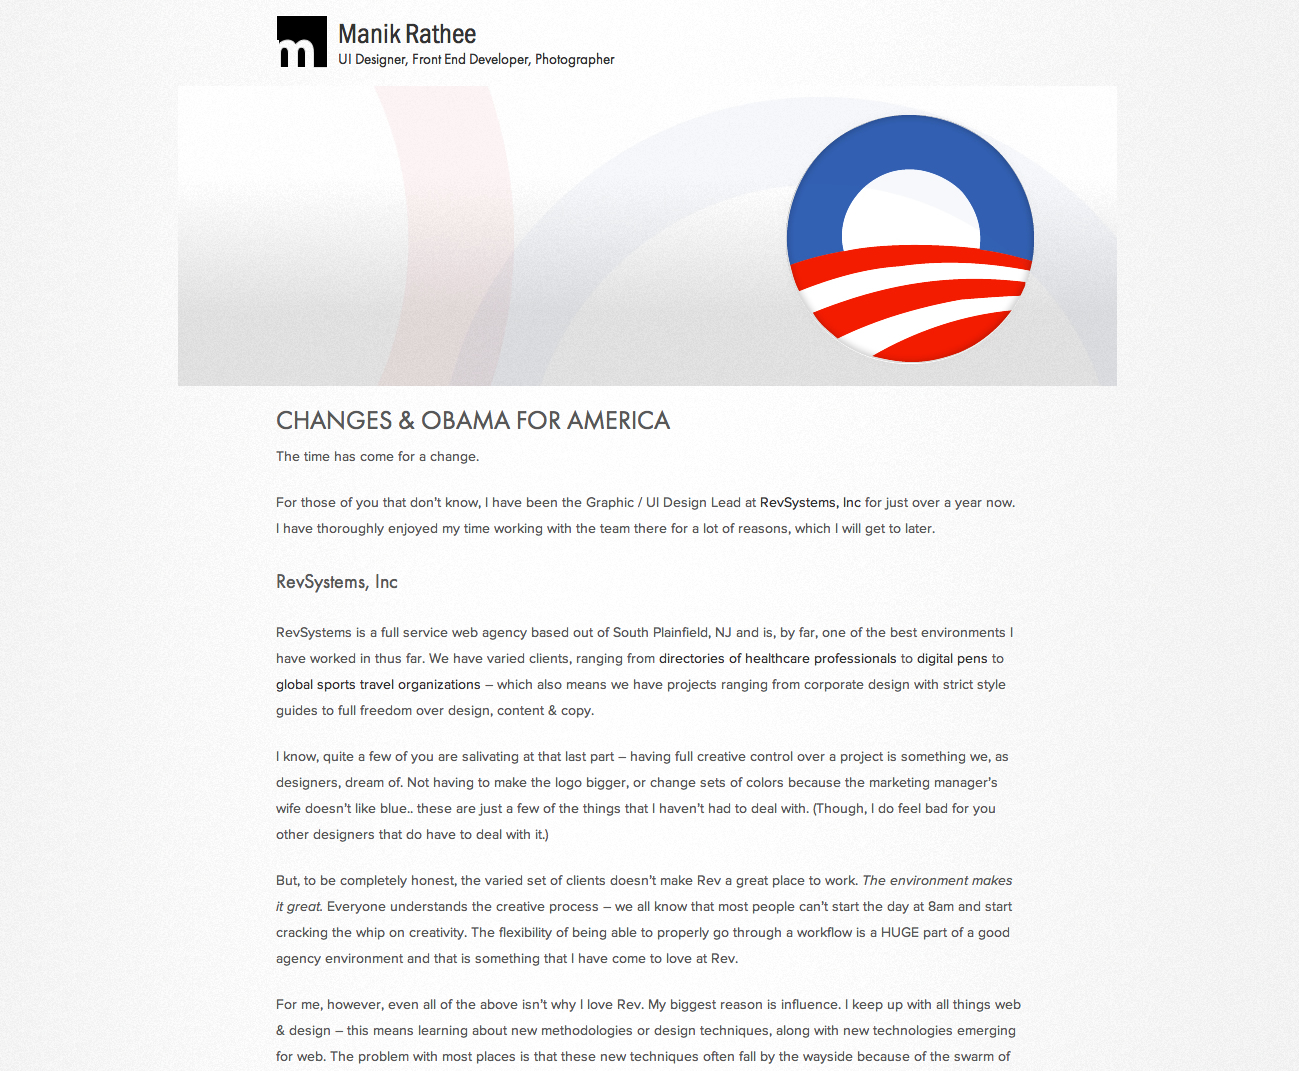 m
Manik Rathee
UI Designer, Front End Developer, Photographer
CHANGES & OBAMA FOR AMERICA
The time has come for a change.
For those of you that don’t know, I have been the Graphic / UI Design Lead at RevSystems, Inc for just over a year now.
I have thoroughly enjoyed my time working with the team there for a lot of reasons, which I will get to later.
RevSystems, Inc
RevSystems is a full service web agency based out of South Plainfield, NJ and is, by far, one of the best environments I
have worked in thus far. We have varied clients, ranging from directories of healthcare professionals to digital pens to
global sports travel organizations – which also means we have projects ranging from corporate design with strict style
guides to full freedom over design, content & copy.
I know, quite a few of you are salivating at that last part – having full creative control over a project is something we, as
designers, dream of. Not having to make the logo bigger, or change sets of colors because the marketing manager’s
wife doesn’t like blue.. these are just a few of the things that I haven’t had to deal with. (Though, I do feel bad for you
other designers that do have to deal with it.)
But, to be completely honest, the varied set of clients doesn’t make Rev a great place to work. The environment makes
it great. Everyone understands the creative process – we all know that most people can’t start the day at 8am and start
cracking the whip on creativity. The flexibility of being able to properly go through a workflow is a HUGE part of a good
agency environment and that is something that I have come to love at Rev.
For me, however, even all of the above isn’t why I love Rev. My biggest reason is influence. I keep up with all things web
& design – this means learning about new methodologies or design techniques, along with new technologies emerging
for web. The problem with most places is that these new techniques often fall by the wayside because of the swarm of